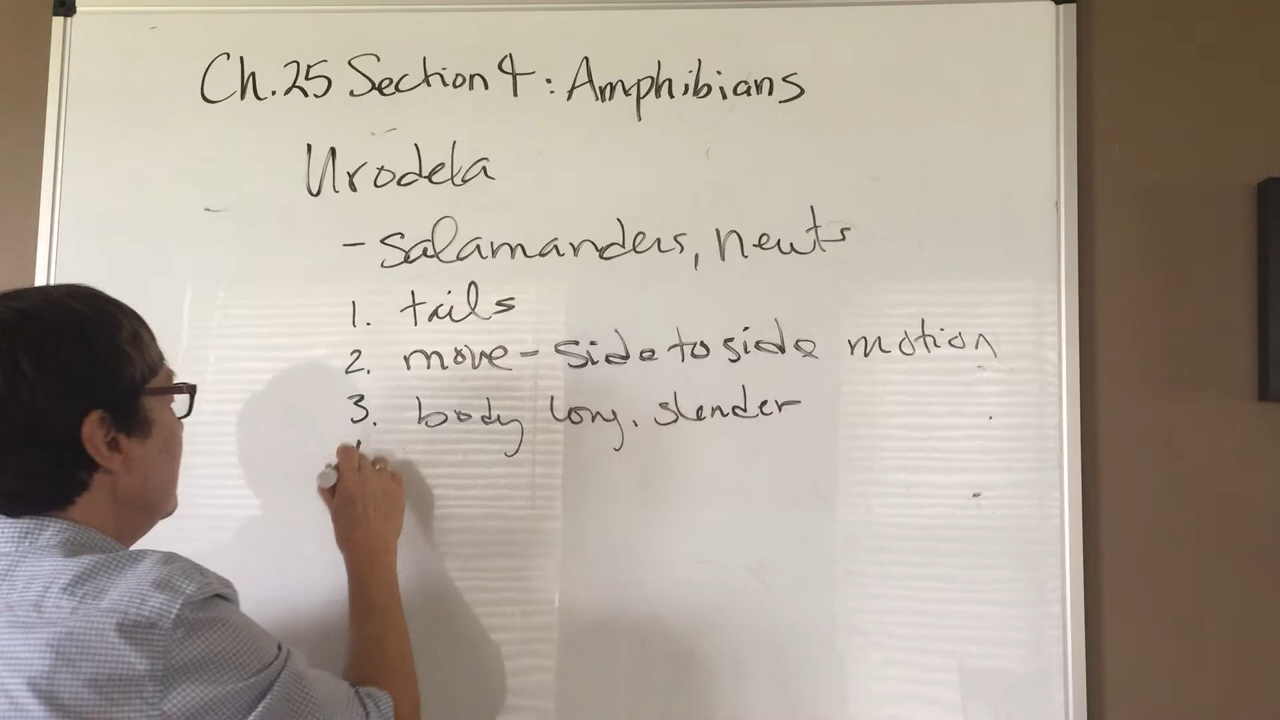 Ch.25 Section 4: Amphibians
Urodela
- salamanders, newts
1. tails
2. move - side to side motion
3. body long, slender